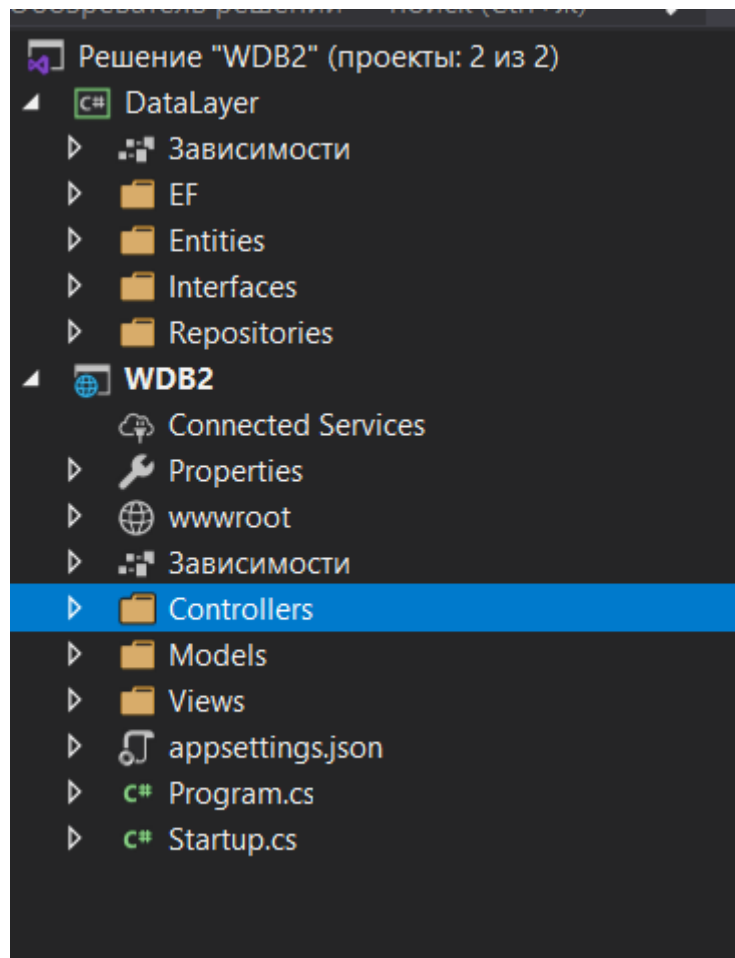 Решение "WDB2" (проекты: 2 из 2)
C# DataLayer
Зависимости
EF
Entities
Interfaces
Repositories
WDB2
Connected Services
Properties
wwwroot
Зависимости
Controllers
Models
Views
appsettings.json
C# Program.cs
C# Startup.cs